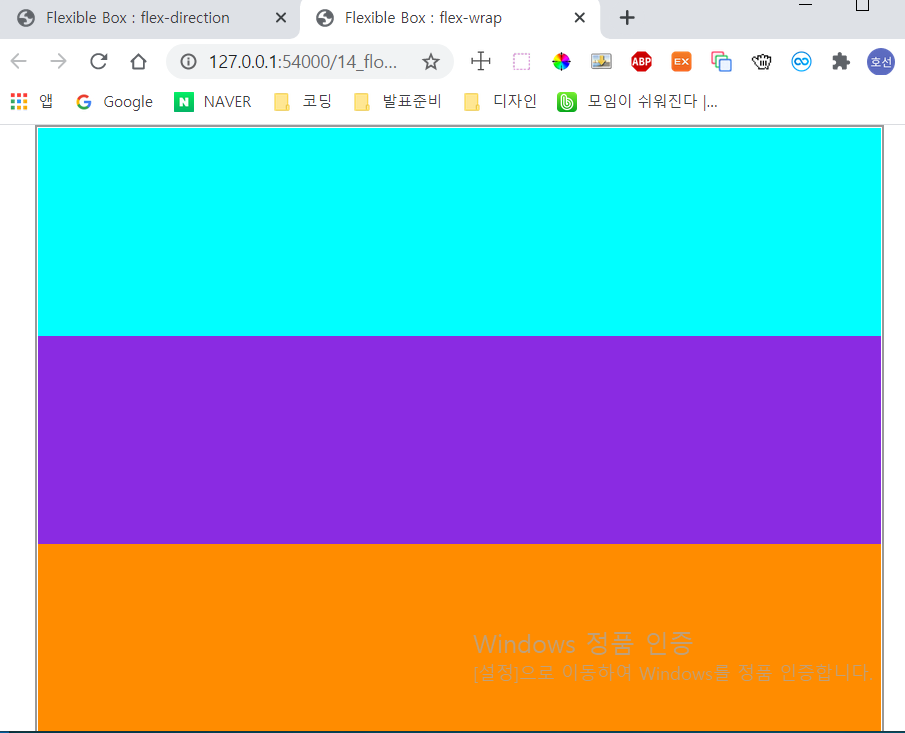 Flexible Box : flex-direction Flexible Box : flex-wrap
127.0.0.1:54000/14_flo... ABP EX 호선
앱 Google N NAVER 코딩 발표준비 디자인 b 모임이 쉬워진다 |...
Windows 정품 인증
[설정]으로 이동하여 Windows를 정품 인증합니다.